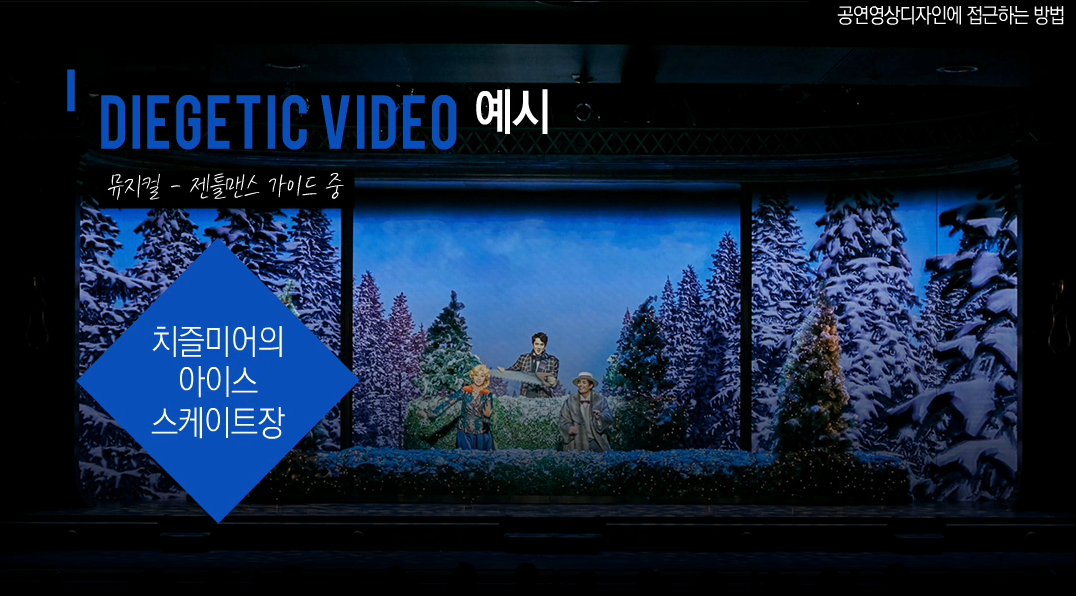 공연영상디자인에 접근하는 방법
DIEGETIC VIDEO 예시
뮤지컬 - 젠틀맨스 가이드 중
치즐미어의
아이스
스케이트장